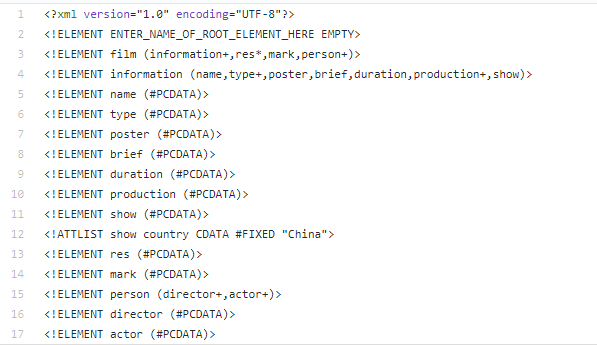 1 <?xml version="1.0" encoding="UTF-8"?>
2 <!ELEMENT ENTER_NAME_OF_ROOT_ELEMENT_HERE EMPTY>
3 <!ELEMENT film (information+,res*,mark,person+)>
4 <!ELEMENT information (name,type+,poster,brief,duration,production+,show)>
5 <!ELEMENT name (#PCDATA)>
6 <!ELEMENT type (#PCDATA)>
7 <!ELEMENT poster (#PCDATA)>
8 <!ELEMENT brief (#PCDATA)>
9 <!ELEMENT duration (#PCDATA)>
10 <!ELEMENT production (#PCDATA)>
11 <!ELEMENT show (#PCDATA)>
12 <!ATTLIST show country CDATA #FIXED "China">
13 <!ELEMENT res (#PCDATA)>
14 <!ELEMENT mark (#PCDATA)>
15 <!ELEMENT person (director+,actor+)>
16 <!ELEMENT director (#PCDATA)>
17 <!ELEMENT actor (#PCDATA)>